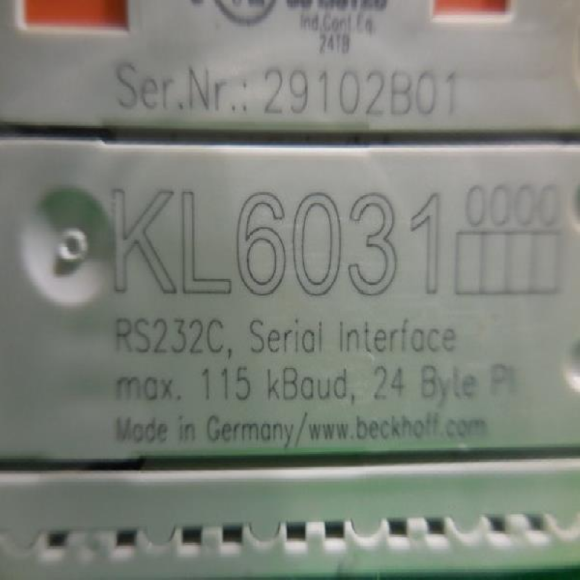 Ind.Cont.Eq.
24TB
Ser.Nr.: 29102B01
KL6031 0000
RS232C, Serial Interface
max. 115 kBaud, 24 Byte PI
Made in Germany/www.beckhoff.com